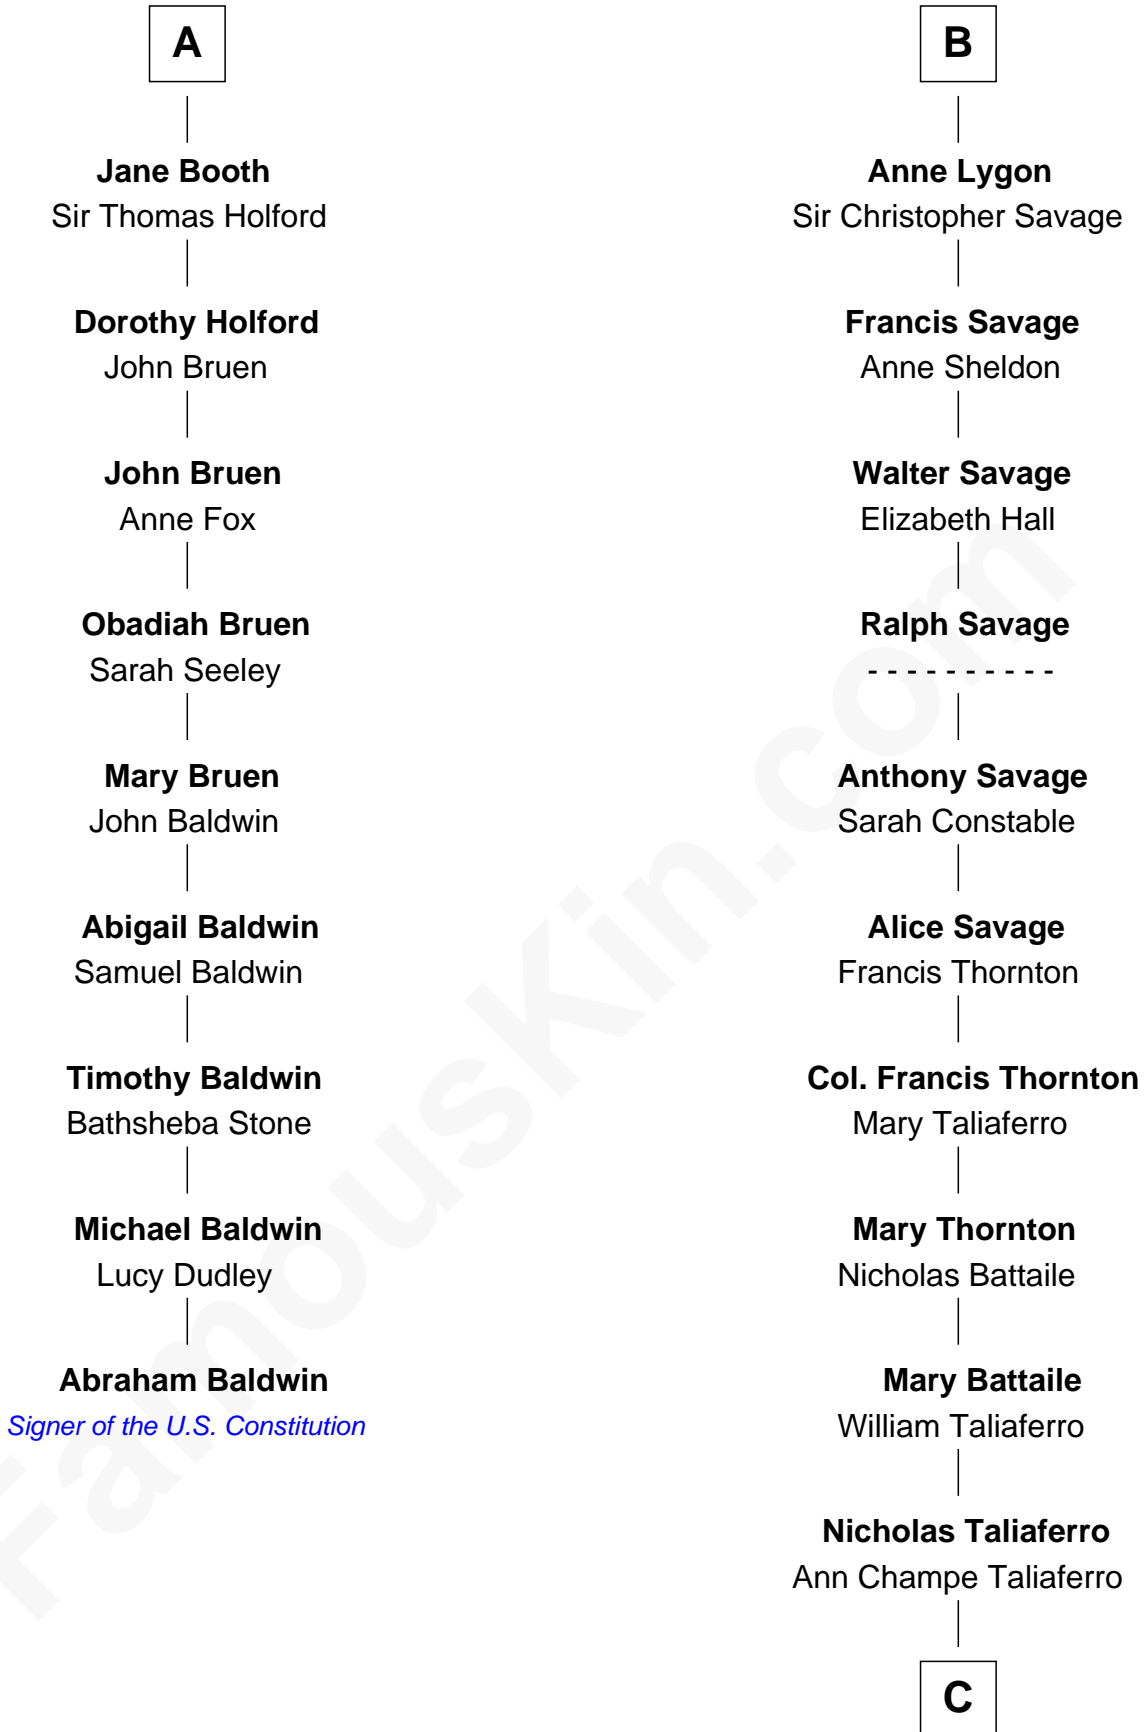 A
Jane Booth
Sir Thomas Holford
Dorothy Holford
John Bruen
John Bruen
Anne Fox
Obadiah Bruen
Sarah Seeley
Mary Bruen
John Baldwin
Abigail Baldwin
Samuel Baldwin
Timothy Baldwin
Bathsheba Stone
Michael Baldwin
Lucy Dudley
Abraham Baldwin
Signer of the U.S. Constitution
B
Anne Lygon
Sir Christopher Savage
Francis Savage
Anne Sheldon
Walter Savage
Elizabeth Hall
Ralph Savage
- - - - - - - - - -
Anthony Savage
Sarah Constable
Alice Savage
Francis Thornton
Col. Francis Thornton
Mary Taliaferro
Mary Thornton
Nicholas Battaile
Mary Battaile
William Taliaferro
Nicholas Taliaferro
Ann Champe Taliaferro
C
FamousKin.com